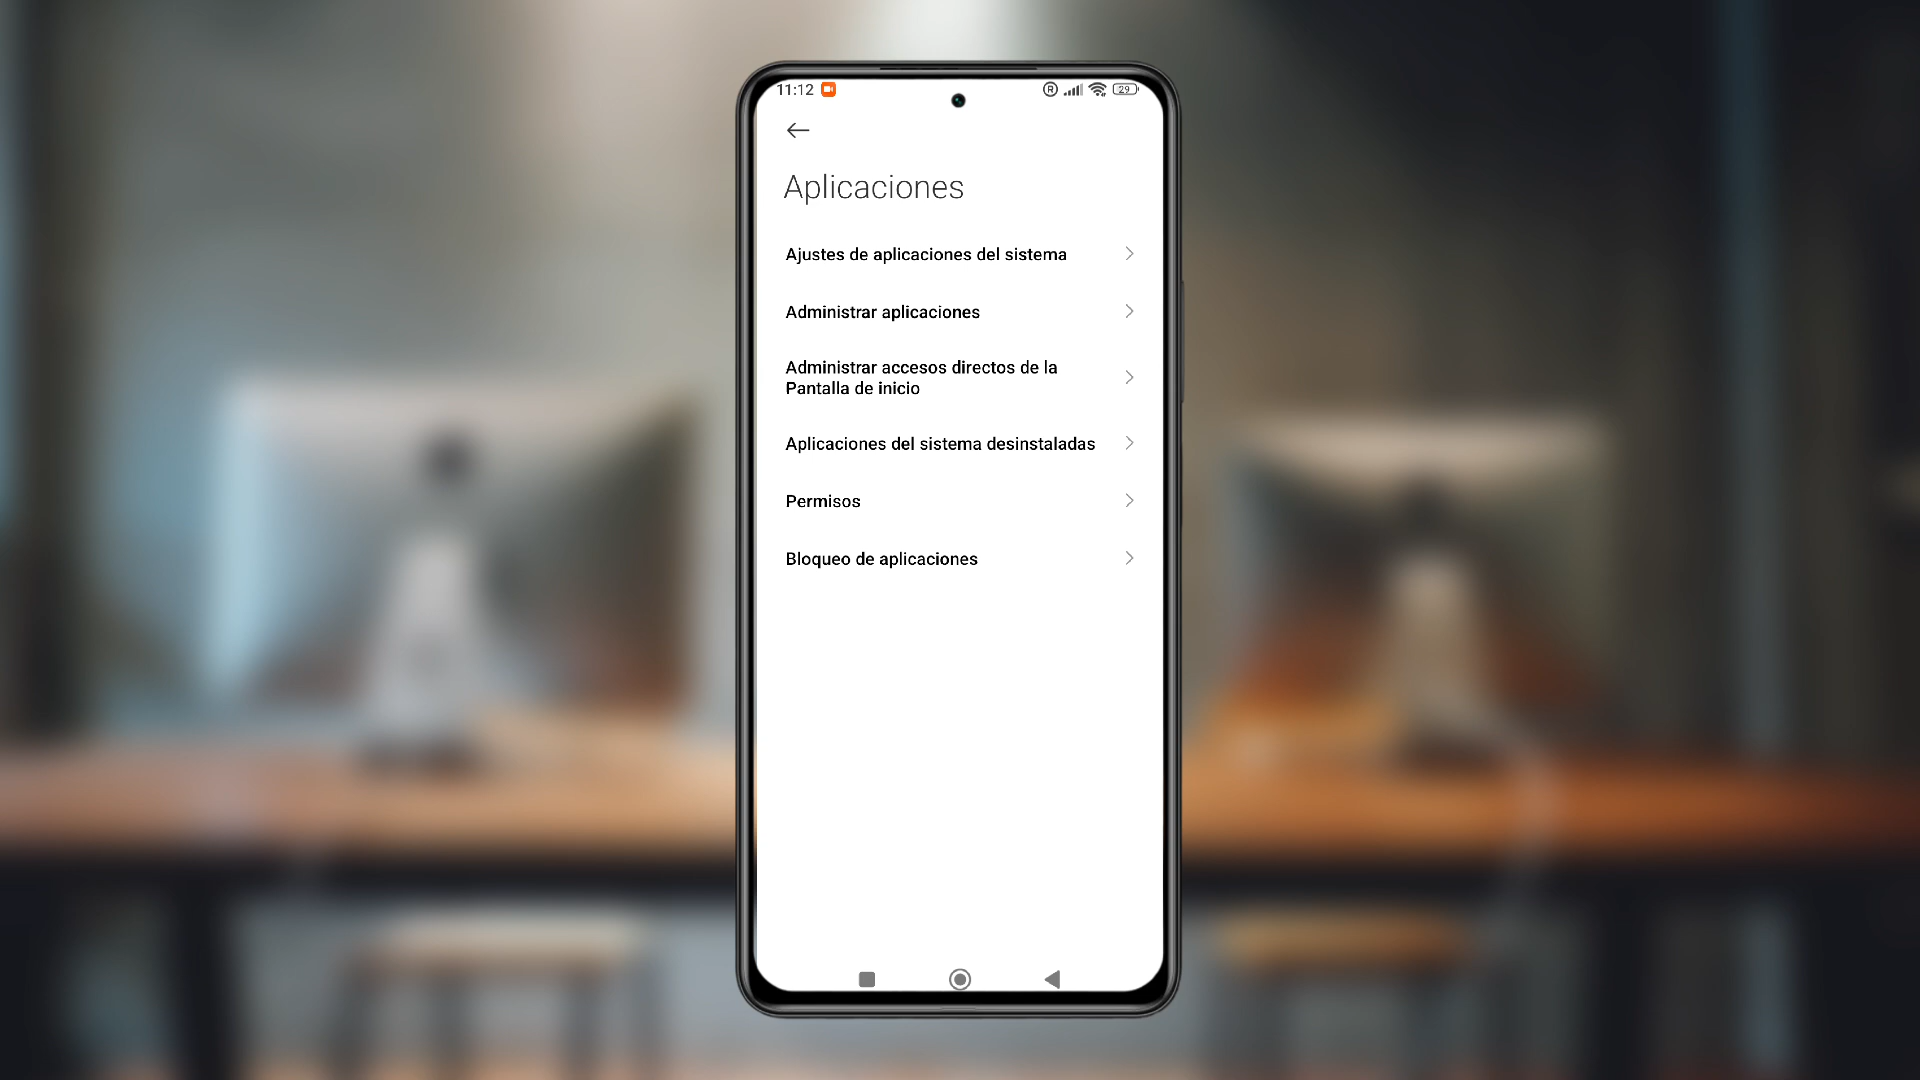 11:12 R 29
Aplicaciones
Ajustes de aplicaciones del sistema
Administrar aplicaciones
Administrar accesos directos de la
Pantalla de inicio
Aplicaciones del sistema desinstaladas
Permisos
Bloqueo de aplicaciones